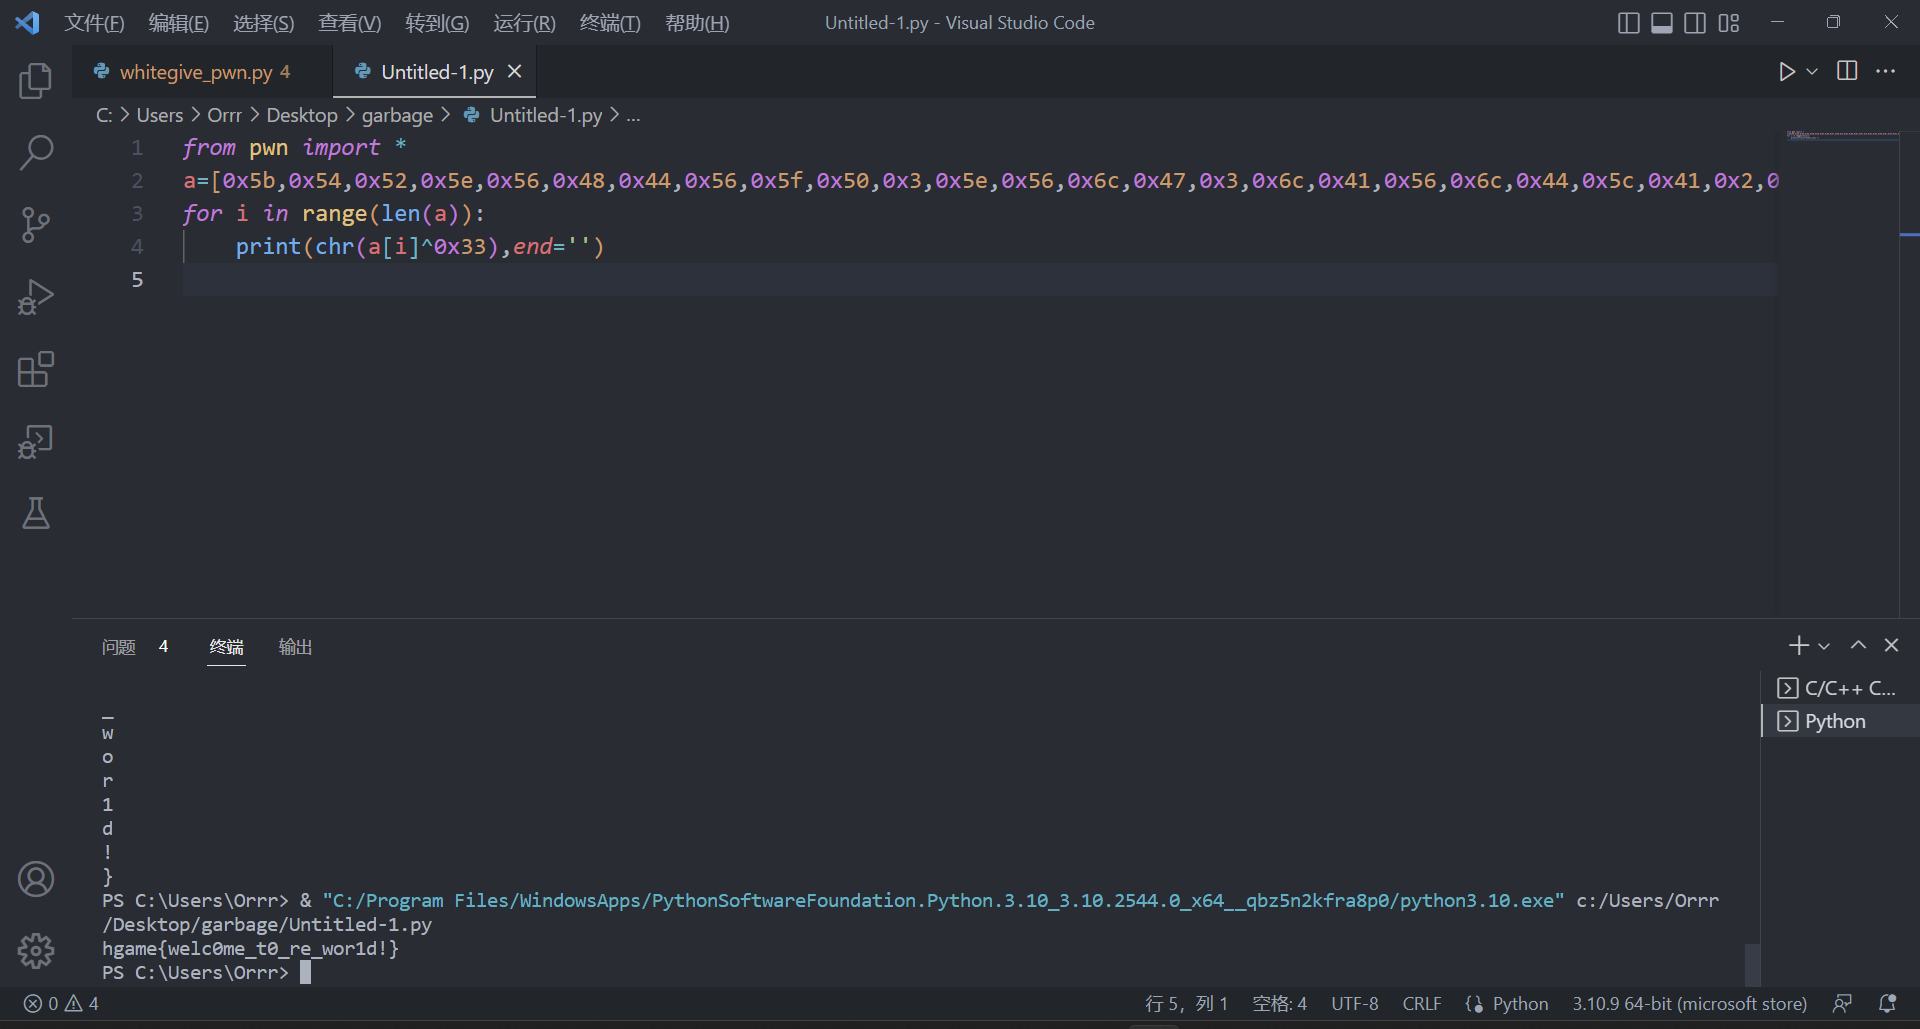 文件(F) 编辑(E) 选择(S) 查看(V) 转到(G) 运行(R) 终端(T) 帮助(H) Untitled-1.py - Visual Studio Code
whitegive_pwn.py 4 Untitled-1.py
C: > Users > Orrr > Desktop > garbage > Untitled-1.py > ...
1 from pwn import *
2 a=[0x5b,0x54,0x52,0x5e,0x56,0x48,0x44,0x56,0x5f,0x50,0x3,0x5e,0x56,0x6c,0x47,0x3,0x6c,0x41,0x56,0x6c,0x44,0x5c,0x41,0x2,0
3 for i in range(len(a)):
4     print(chr(a[i]^0x33),end='')
5
问题 4 终端 输出
C/C++ C...
Python
_
w
o
r
1
d
!
}
PS C:\Users\Orrr> & "C:/Program Files/WindowsApps/PythonSoftwareFoundation.Python.3.10_3.10.2544.0_x64__qbz5n2kfra8p0/python3.10.exe" c:/Users/Orrr
/Desktop/garbage/Untitled-1.py
hgame{welc0me_t0_re_wor1d!}
PS C:\Users\Orrr>
0 4 行 5，列 1 空格: 4 UTF-8 CRLF Python 3.10.9 64-bit (microsoft store)